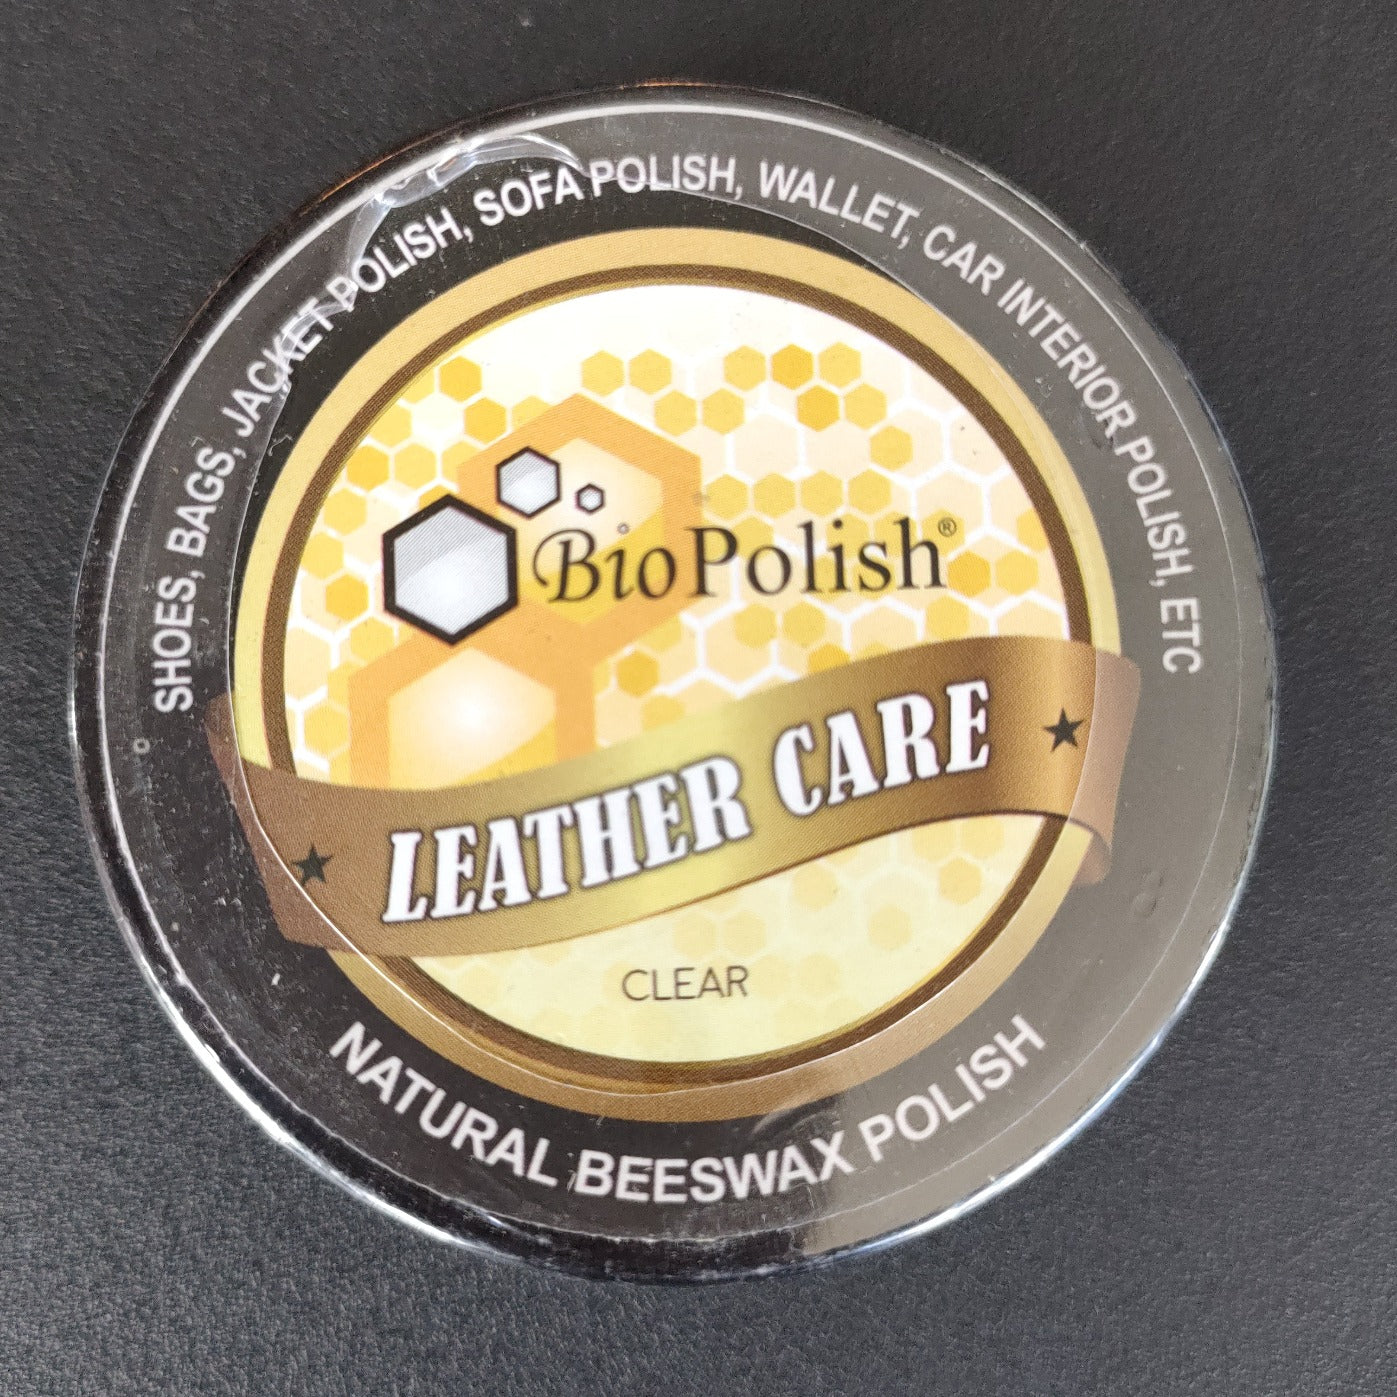 SHOES, BAGS, JACKET POLISH, SOFA POLISH, WALLET, CAR INTERIOR POLISH, ETC
BioPolish®
LEATHER CARE
CLEAR
NATURAL BEESWAX POLISH